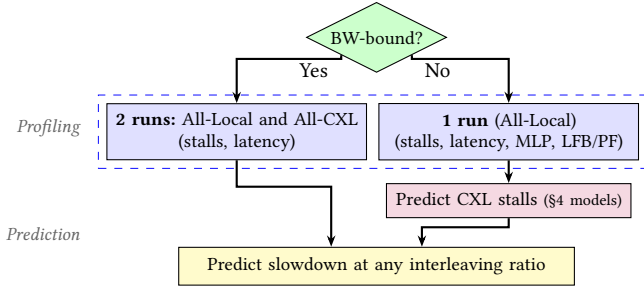 BW-bound?
Yes
No
Profiling
2 runs: All-Local and All-CXL
(stalls, latency)
1 run (All-Local)
(stalls, latency, MLP, LFB/PF)
Predict CXL stalls (§4 models)
Prediction
Predict slowdown at any interleaving ratio